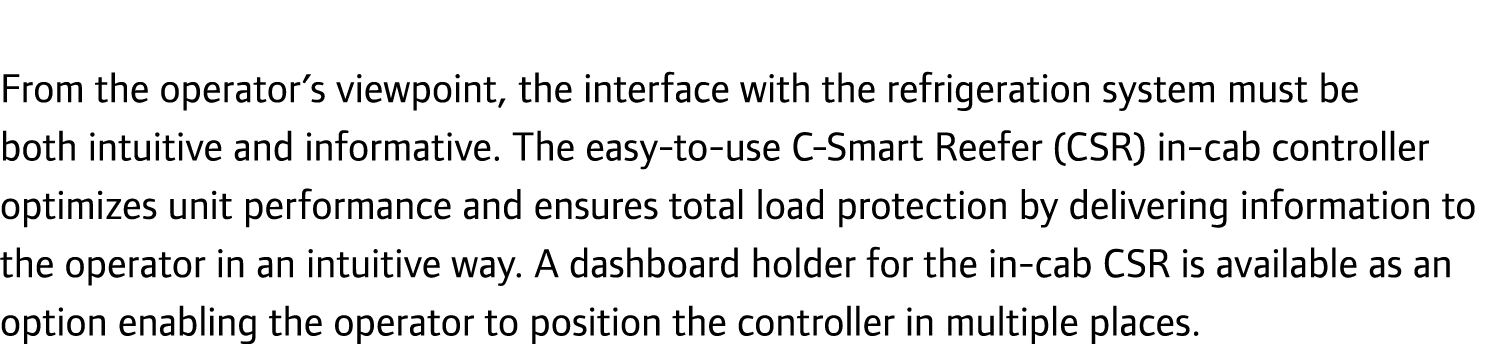 From the operator’s viewpoint, the interface with the refrigeration system must be
both intuitive and informative. The easy-to-use C-Smart Reefer (CSR) in-cab controller
optimizes unit performance and ensures total load protection by delivering information to
the operator in an intuitive way. A dashboard holder for the in-cab CSR is available as an
option enabling the operator to position the controller in multiple places.